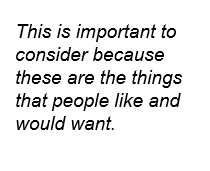 This is important to
consider because
these are the things
that people like and
would want.